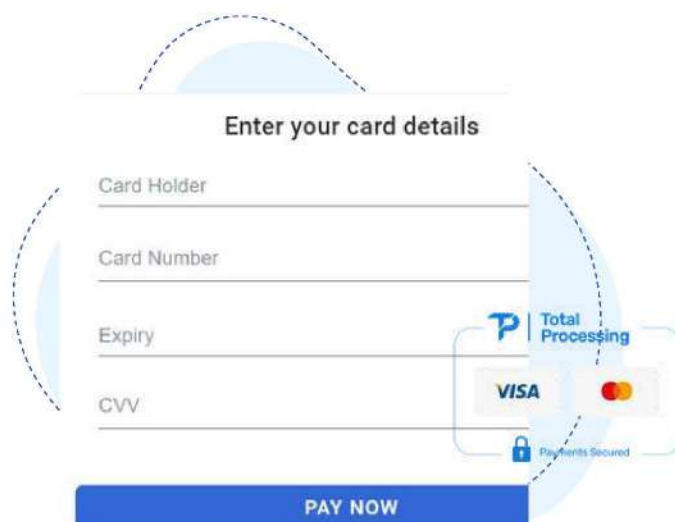 Enter your card details
Card Holder
Card Number
Expiry
Total
Processing
VISA
CVV
Payments Secured
PAY NOW